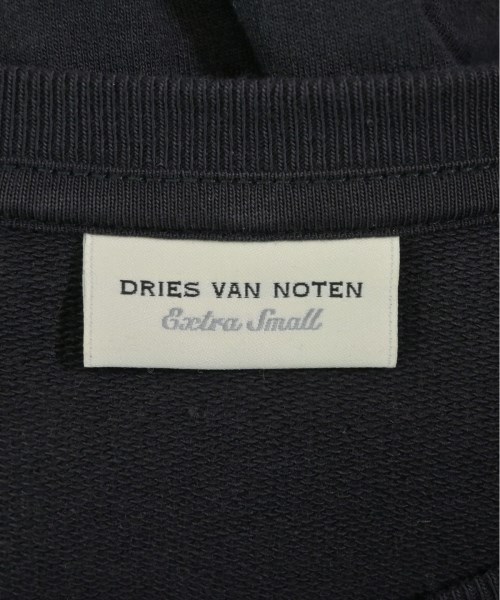 DRIES VAN NOTEN
Extra Small